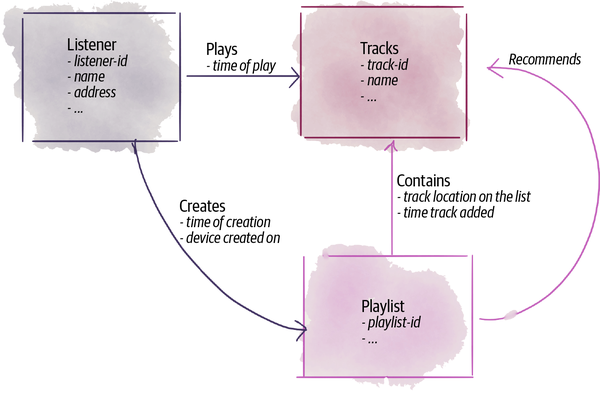 Listener
- listener-id
- name
- address
- ...
Plays
- time of play
Tracks
- track-id
- name
- ...
Recommends
Creates
- time of creation
- device created on
Contains
- track location on the list
- time track added
Playlist
- playlist-id
- ...